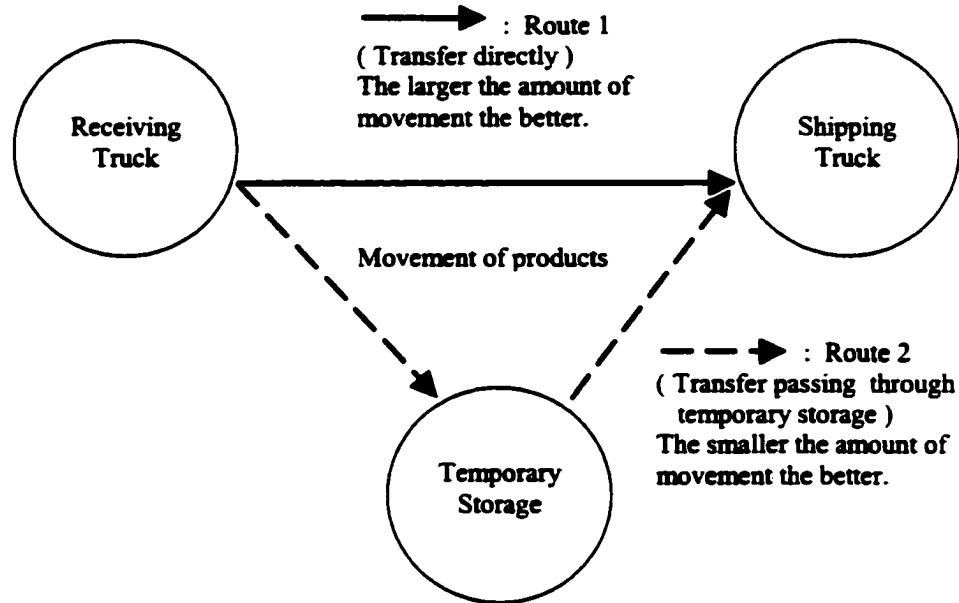 : Route 1
( Transfer directly )
The larger the amount of
movement the better.
Receiving
Truck
Shipping
Truck
Movement of products
: Route 2
( Transfer passing through
temporary storage )
The smaller the amount of
movement the better.
Temporary
Storage